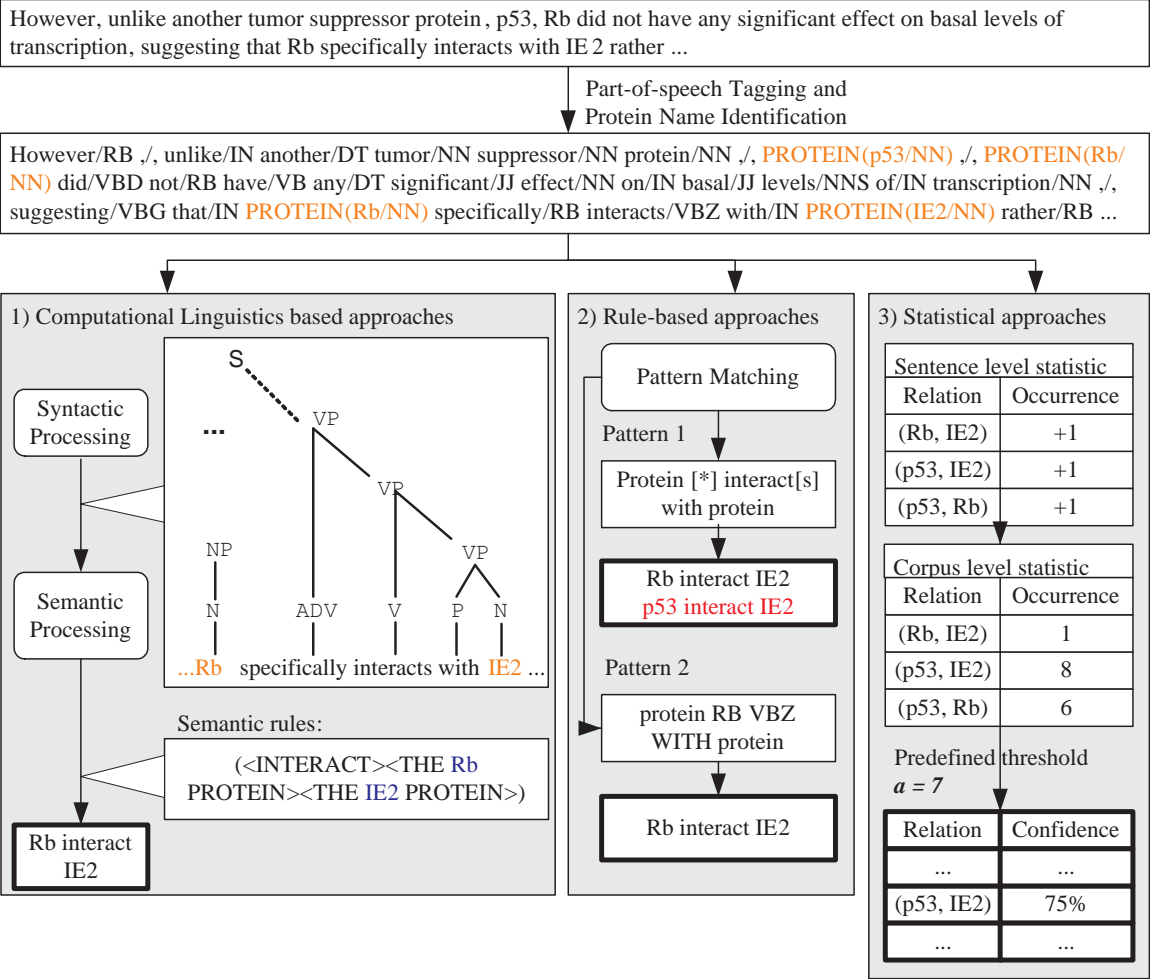 However, unlike another tumor suppressor protein, p53, Rb did not have any significant effect on basal levels of
transcription, suggesting that Rb specifically interacts with IE2 rather ...
Part-of-speech Tagging and
Protein Name Identification
However/RB ,/, unlike/IN another/DT tumor/NN suppressor/NN protein/NN ,/, PROTEIN(p53/NN) ,/, PROTEIN(Rb/
NN) did/VBD not/RB have/VB any/DT significant/JJ effect/NN on/IN basal/JJ levels/NNS of/IN transcription/NN ,/,
suggesting/VBG that/IN PROTEIN(Rb/NN) specifically/RB interacts/VBZ with/IN PROTEIN(IE2/NN) rather/RB ...
1) Computational Linguistics based approaches
Syntactic
Processing
Semantic
Processing
S
...
VP
VP
VP
NP
N ADV V P N
...Rb specifically interacts with IE2 ...
Semantic rules:
(<INTERACT><THE Rb
PROTEIN><THE IE2 PROTEIN>)
Rb interact
IE2
2) Rule-based approaches
Pattern Matching
Pattern 1
Protein [*] interact[s]
with protein
Rb interact IE2
p53 interact IE2
Pattern 2
protein RB VBZ
WITH protein
Rb interact IE2
3) Statistical approaches
Sentence level statistic
Relation Occurrence
(Rb, IE2) +1
(p53, IE2) +1
(p53, Rb) +1
Corpus level statistic
Relation Occurrence
(Rb, IE2) 1
(p53, IE2) 8
(p53, Rb) 6
Predefined threshold
a = 7
Relation Confidence
... ...
(p53, IE2) 75%
... ...